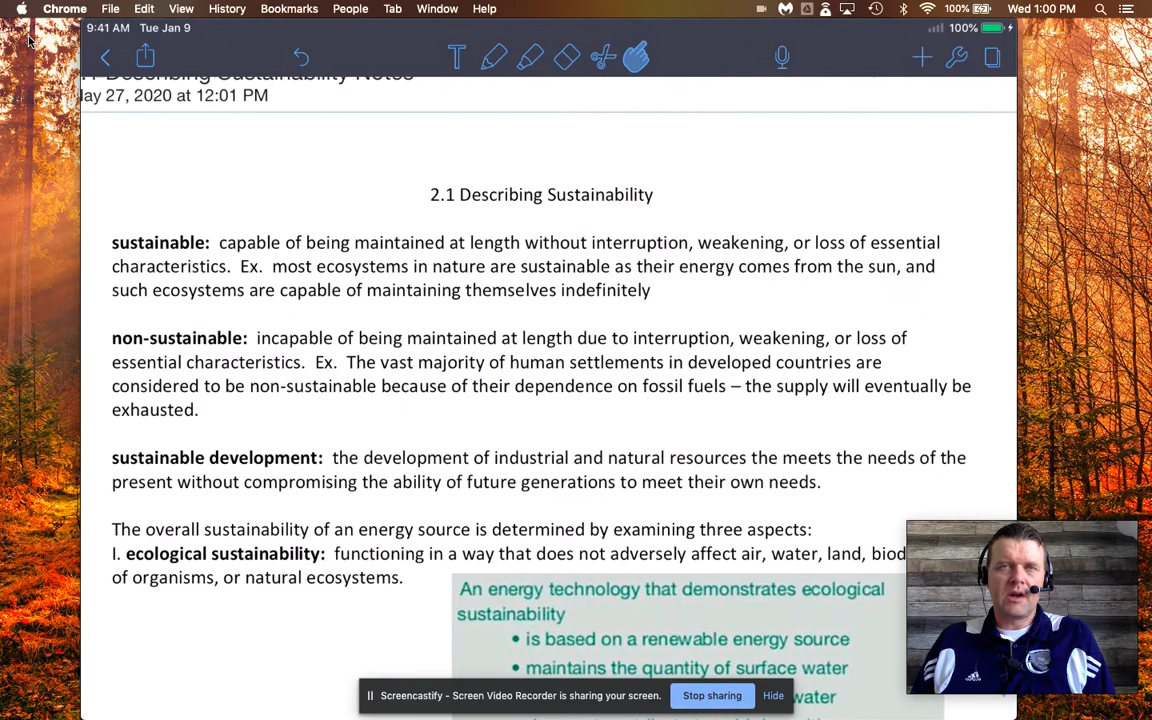 Chrome File Edit View History Bookmarks People Tab Window Help 100% Wed 1:00 PM
9:41 AM Tue Jan 9 100%
Describing Sustainability Notes
ay 27, 2020 at 12:01 PM
2.1 Describing Sustainability
sustainable: capable of being maintained at length without interruption, weakening, or loss of essential
characteristics. Ex. most ecosystems in nature are sustainable as their energy comes from the sun, and
such ecosystems are capable of maintaining themselves indefinitely
non-sustainable: incapable of being maintained at length due to interruption, weakening, or loss of
essential characteristics. Ex. The vast majority of human settlements in developed countries are
considered to be non-sustainable because of their dependence on fossil fuels – the supply will eventually be
exhausted.
sustainable development: the development of industrial and natural resources the meets the needs of the
present without compromising the ability of future generations to meet their own needs.
The overall sustainability of an energy source is determined by examining three aspects:
I. ecological sustainability: functioning in a way that does not adversely affect air, water, land, biod
of organisms, or natural ecosystems.
An energy technology that demonstrates ecological
sustainability
• is based on a renewable energy source
• maintains the quantity of surface water
water
Screencastify - Screen Video Recorder is sharing your screen. Stop sharing Hide
adidas